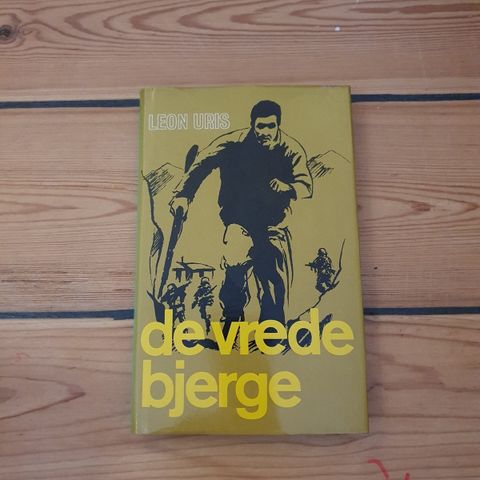 LEON URIS
de vrede
bjerge